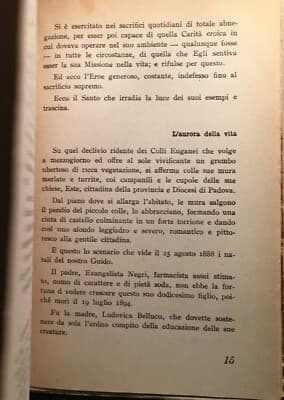 Si è esercitato nei sacrifici quotidiani di totale abne-
gazione, per esser poi capace di quella Carità eroica in
cui doveva operare nel suo ambiente — qualunque fosse
— in tutte le circostanze, di quella che Egli sentiva
esser la sua Missione nella vita; e rifulse per questo.
Ed ecco l'Eroe generoso, costante, indefesso fino al
sacrificio supremo.
Ecco il Santo che irradia la luce dei suoi esempi e
trascina.
L'aurora della vita
Su quel declivio ridente dei Colli Euganei che volge
a mezzogiorno ed offre al sole vivificante un grembo
ubertoso di ricca vegetazione, si afferma colle sue mura
merlate e turrite, coi campanili e le cupole delle sue
chiese, Este, cittadina della provincia e Diocesi di Padova.
Dal piano dove si allarga l'abitato, le mura salgono
il pendio del piccolo colle, lo abbracciano, formando una
cinta di castello culminante in un forte torrione e dando
così uno sfondo leggiadro e severo, romantico e pitto-
resco alla gentile cittadina.
E questo lo scenario che vide il 25 agosto 1888 i na-
tali del nostro Guido.
Il padre, Evangelista Negri, farmacista assai stima-
to, uomo di carattere e di pietà soda, non ebbe la for-
tuna d vedere crescere questo suo dodicesimo figlio, poi-
ché morì il 19 luglio 1894.
Fu la madre, Ludovica Belluco, che dovette soste-
nere da sola l'arduo compito della educazione delle sue
creature.
15